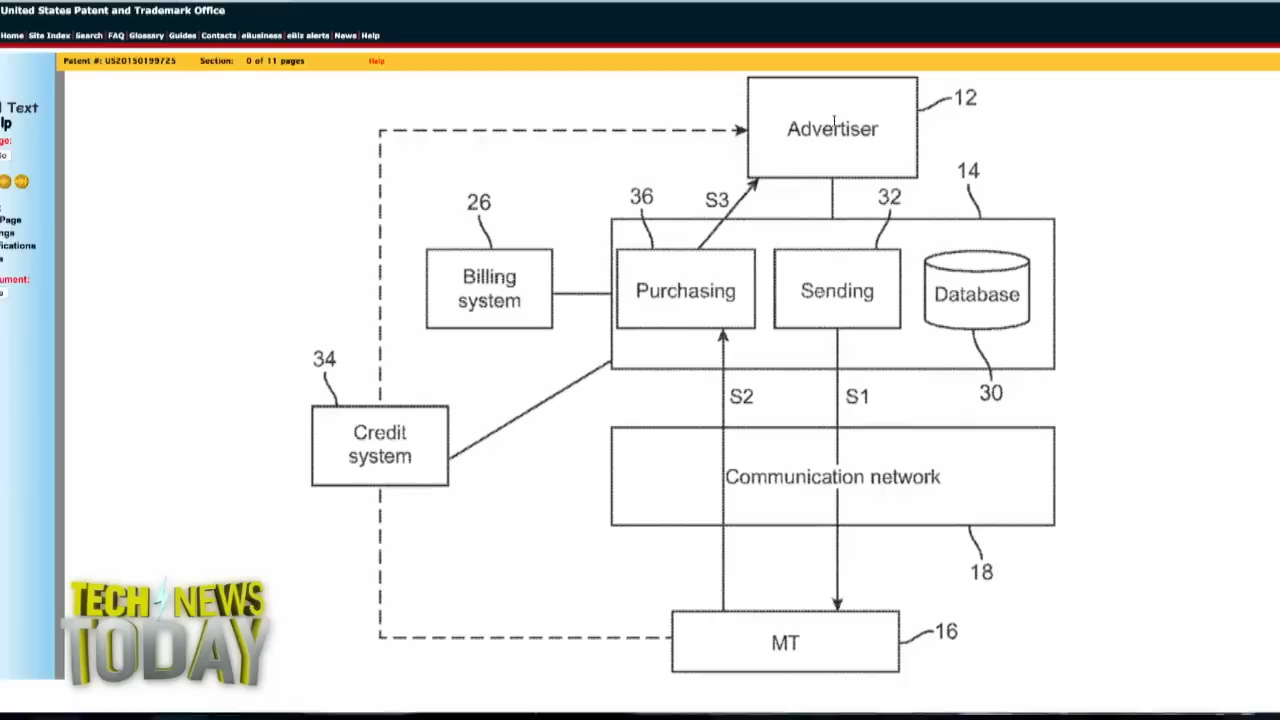 United States Patent and Trademark Office
Home Site Index Search FAQ Glossary Guides Contacts eBusiness eBiz alerts News Help
Patent #: US20150199725 Section: 0 of 11 pages Help
Text
Page
12
Advertiser
14
36
S3
32
26
Billing
system
Purchasing
Sending
Database
34
30
S2
S1
Credit
system
Communication network
18
16
MT
TECH NEWS
TODAY